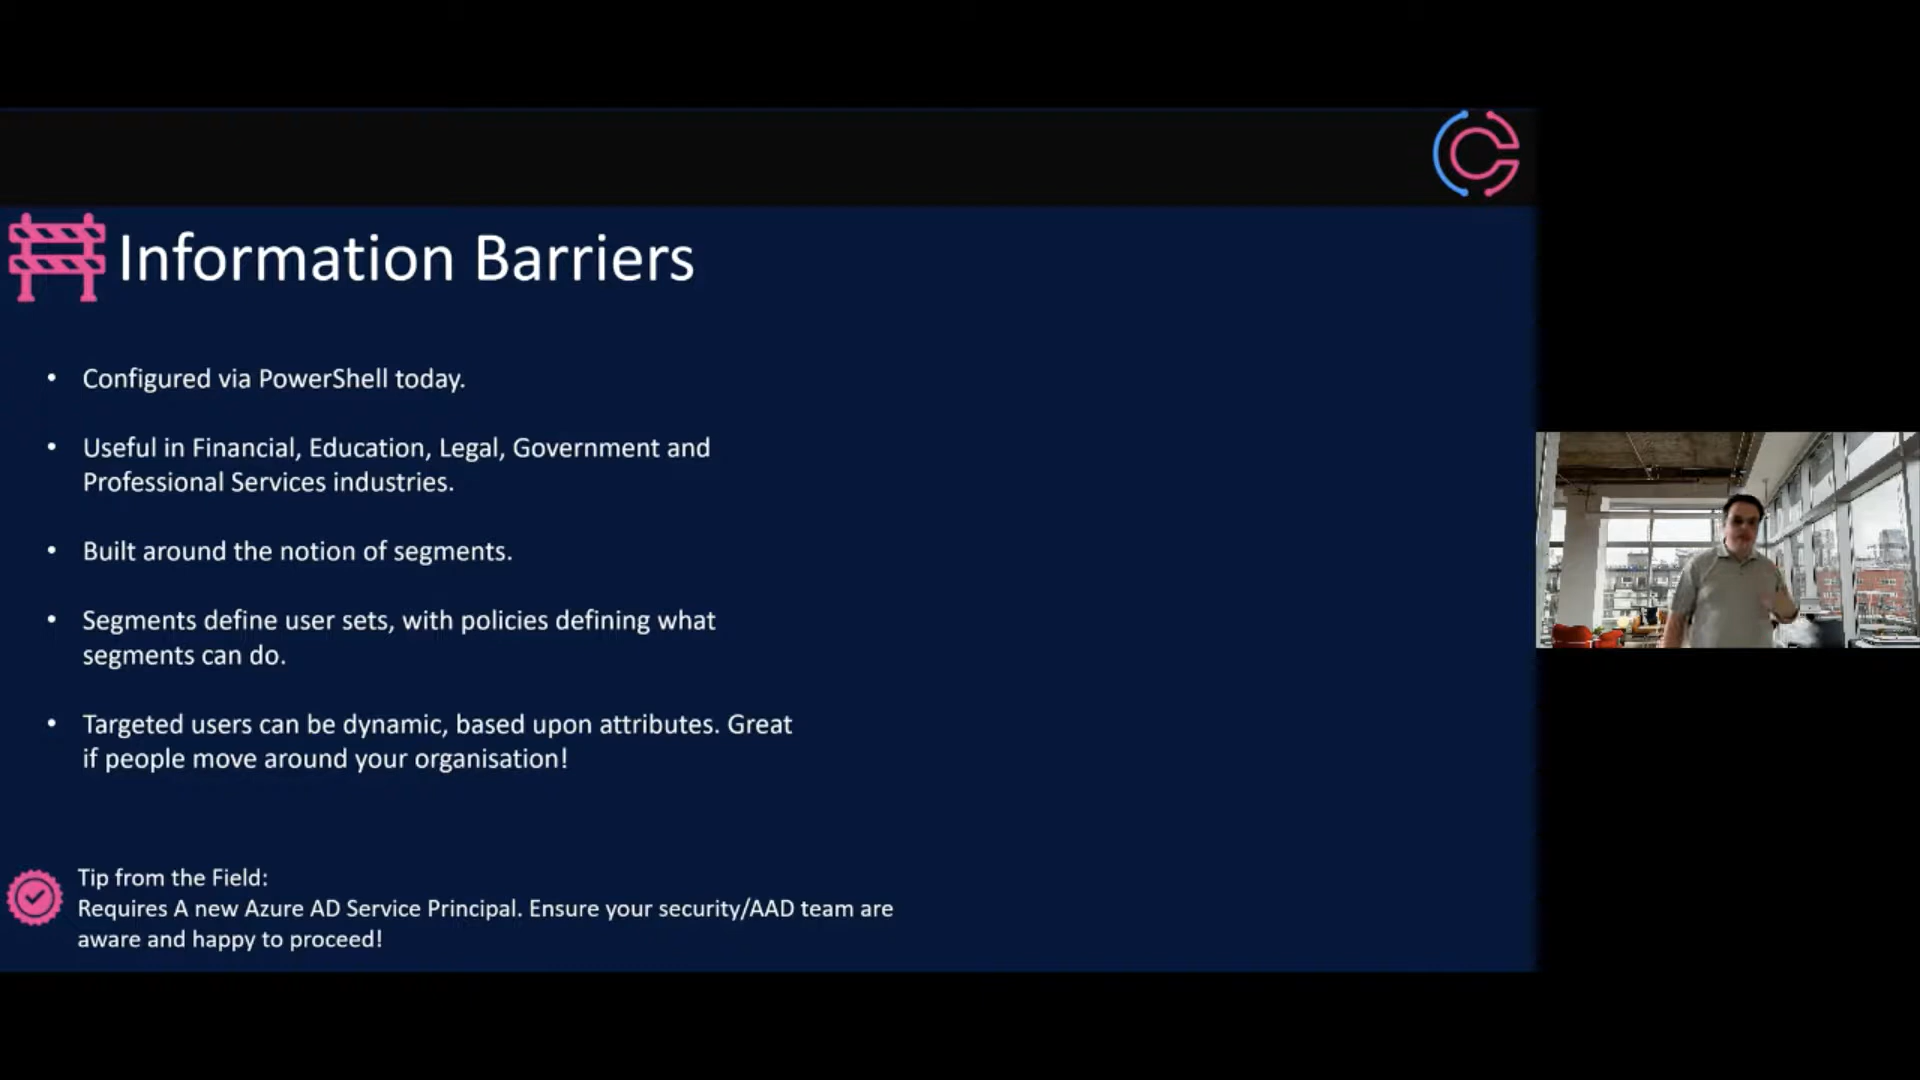 Information Barriers
• Configured via PowerShell today.
• Useful in Financial, Education, Legal, Government and
Professional Services industries.
• Built around the notion of segments.
• Segments define user sets, with policies defining what
segments can do.
• Targeted users can be dynamic, based upon attributes. Great
if people move around your organisation!
Tip from the Field:
Requires A new Azure AD Service Principal. Ensure your security/AAD team are
aware and happy to proceed!